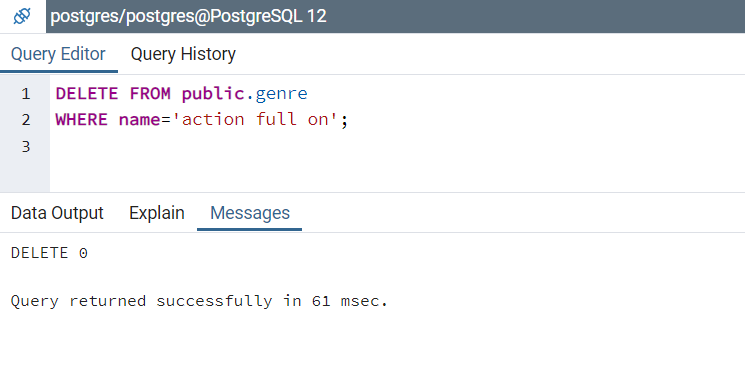 postgres/postgres@PostgreSQL 12
Query Editor Query History
1 DELETE FROM public.genre
2 WHERE name='action full on';
3
Data Output Explain Messages
DELETE 0
Query returned successfully in 61 msec.